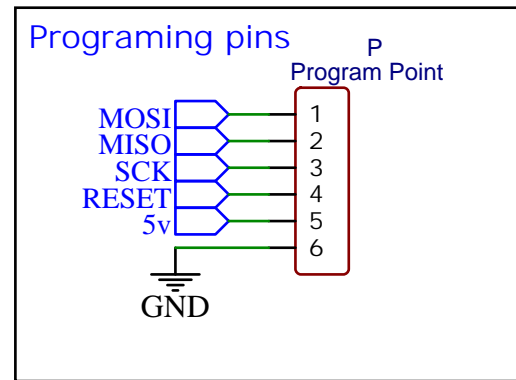 Programing pins
P
Program Point
MOSI 1
MISO 2
SCK 3
RESET 4
5v 5
6
GND